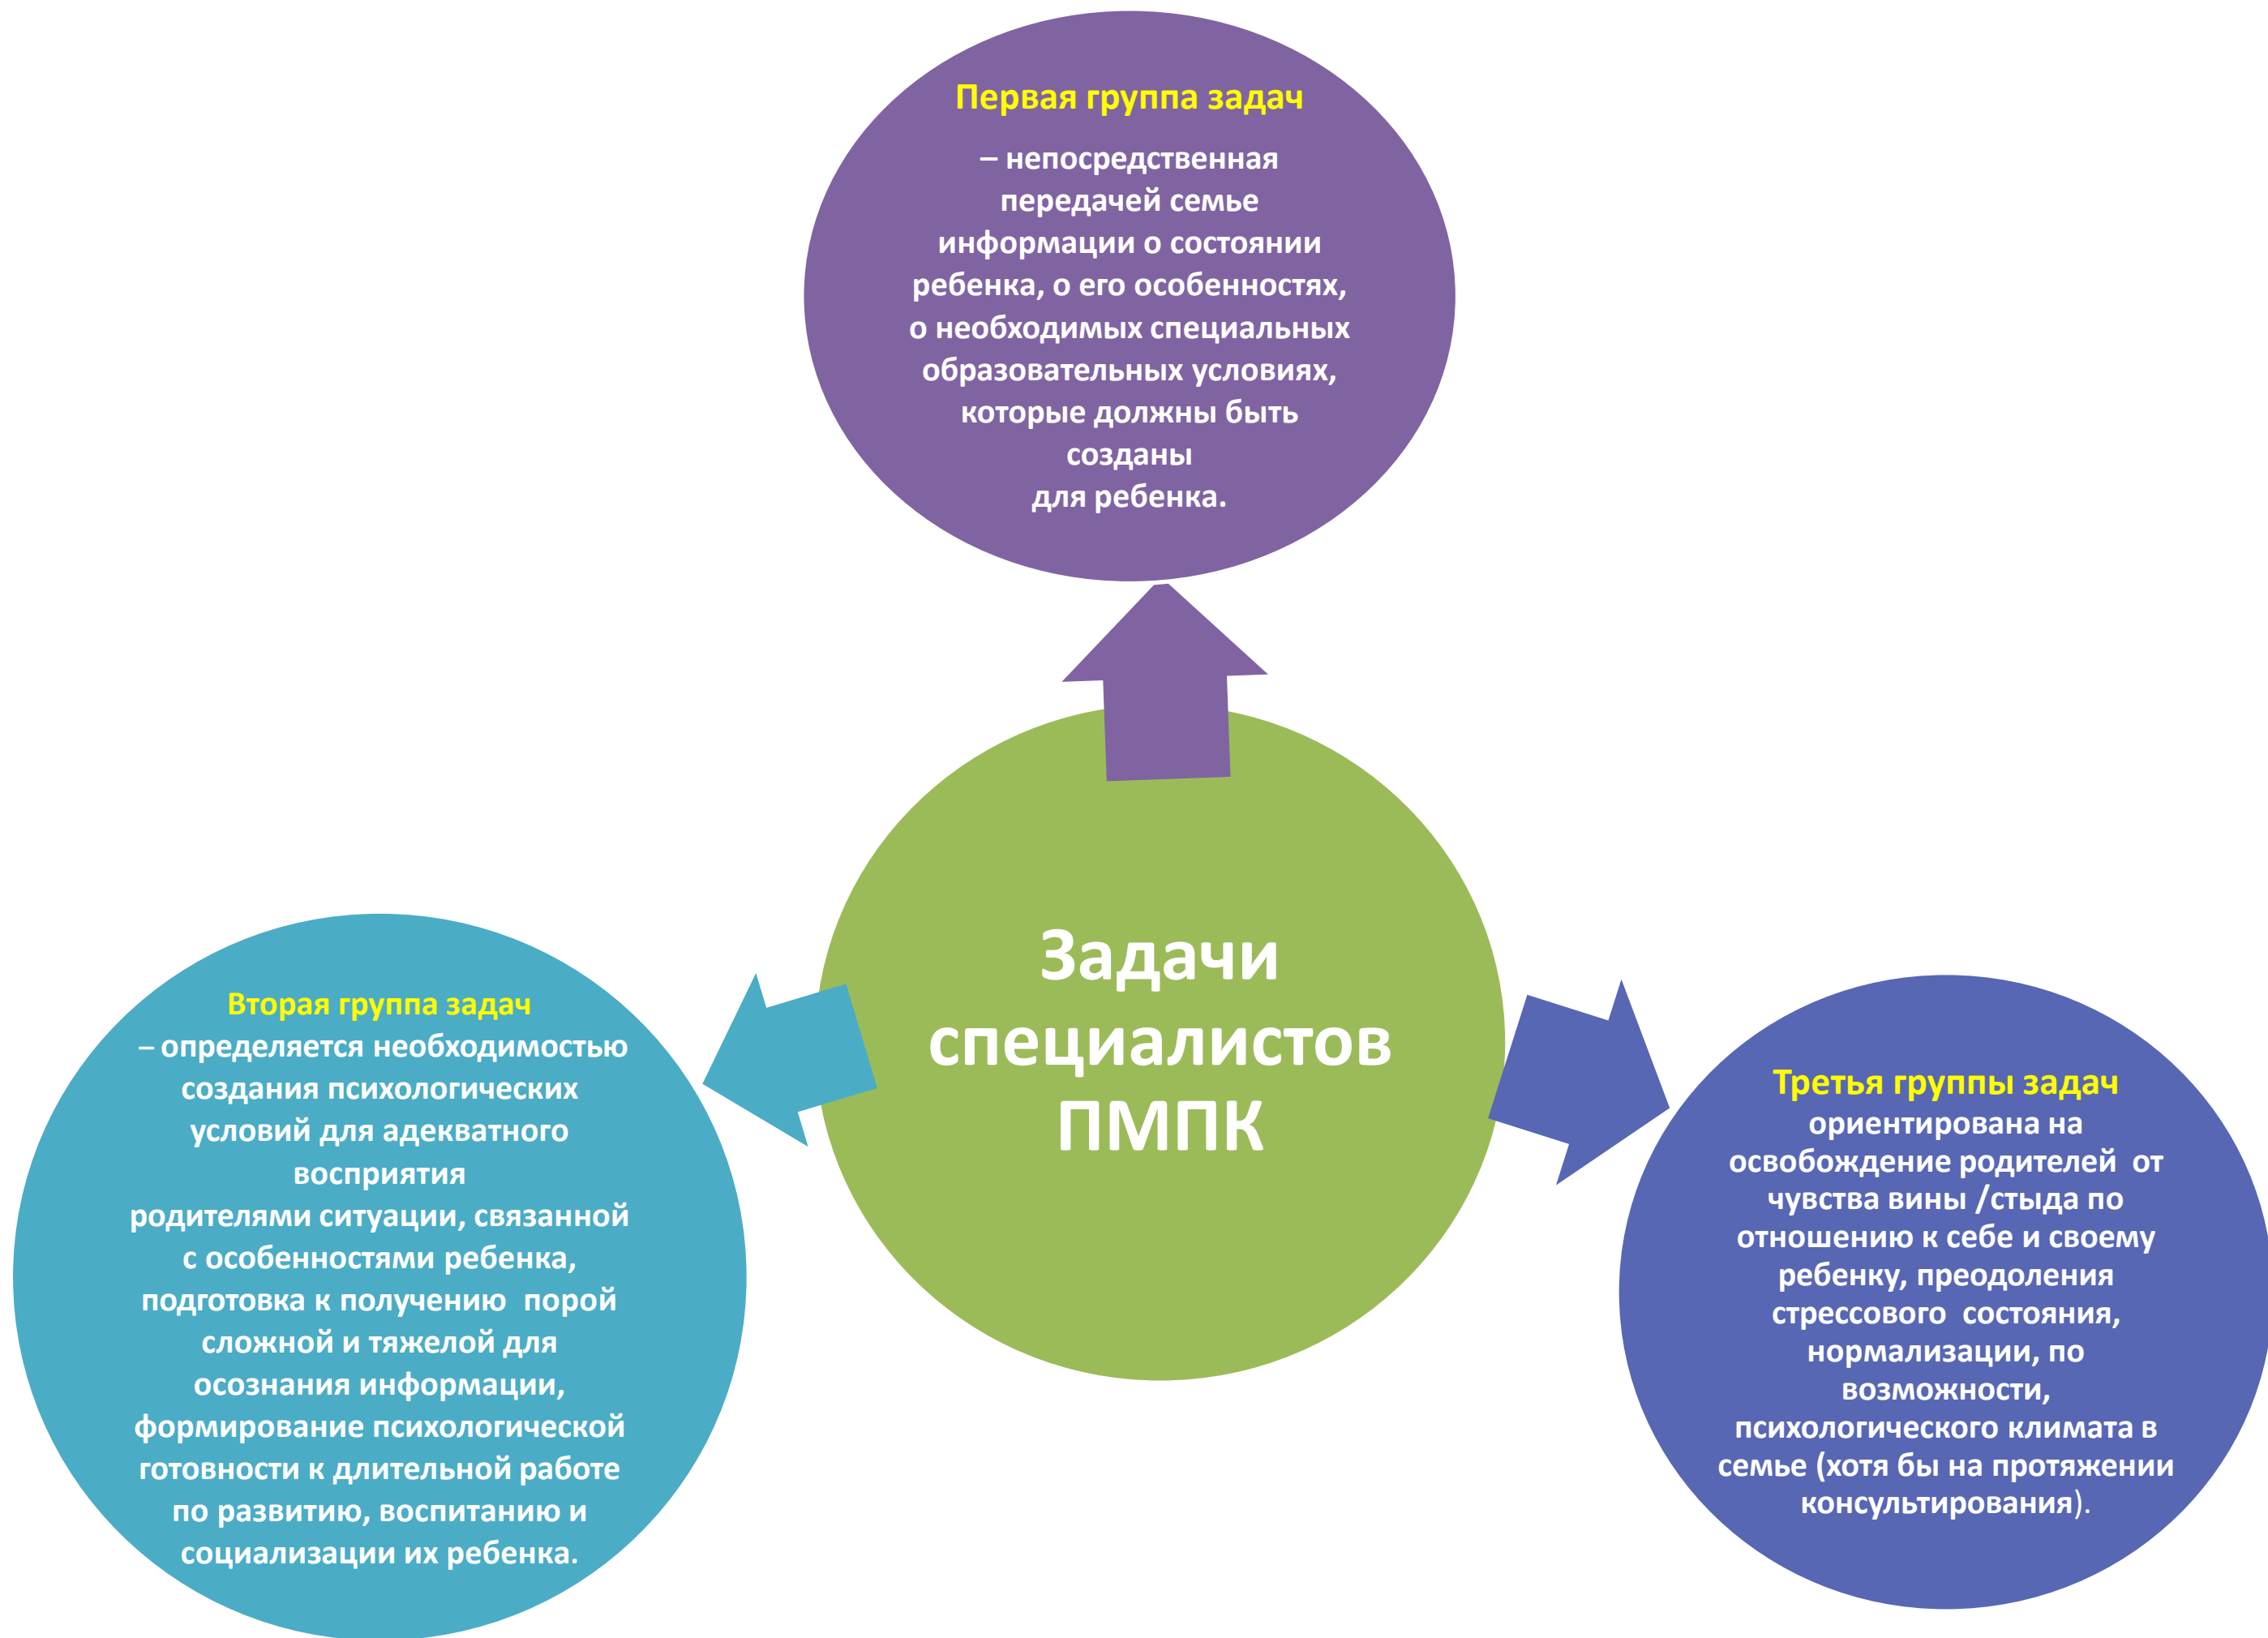 Первая группа задач
– непосредственная
передачей семье
информации о состоянии
ребенка, о его особенностях,
о необходимых специальных
образовательных условиях,
которые должны быть
созданы
для ребенка.
Задачи
специалистов
ПМПК
Вторая группа задач
– определяется необходимостью
создания психологических
условий для адекватного
восприятия
родителями ситуации, связанной
с особенностями ребенка,
подготовка к получению порой
сложной и тяжелой для
осознания информации,
формирование психологической
готовности к длительной работе
по развитию, воспитанию и
социализации их ребенка.
Третья группы задач
ориентирована на
освобождение родителей от
чувства вины /стыда по
отношению к себе и своему
ребенку, преодоления
стрессового состояния,
нормализации, по
возможности,
психологического климата в
семье (хотя бы на протяжении
консультирования).